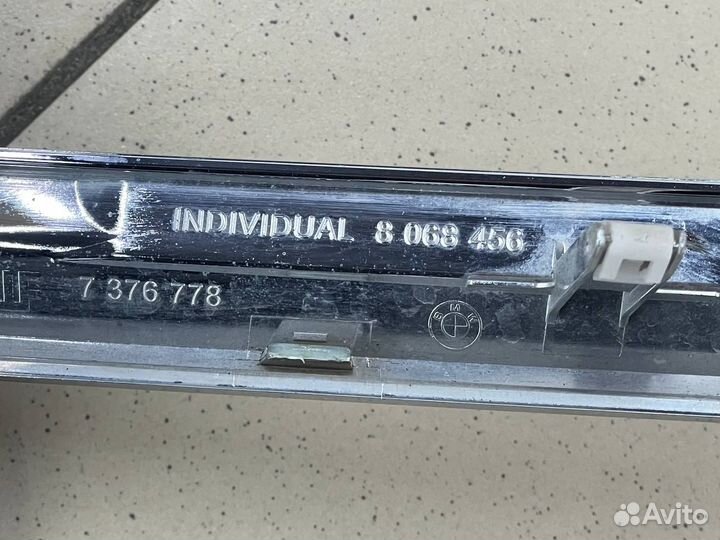 INDIVIDUAL 8 068 456
7 376 778
BMW
Avito